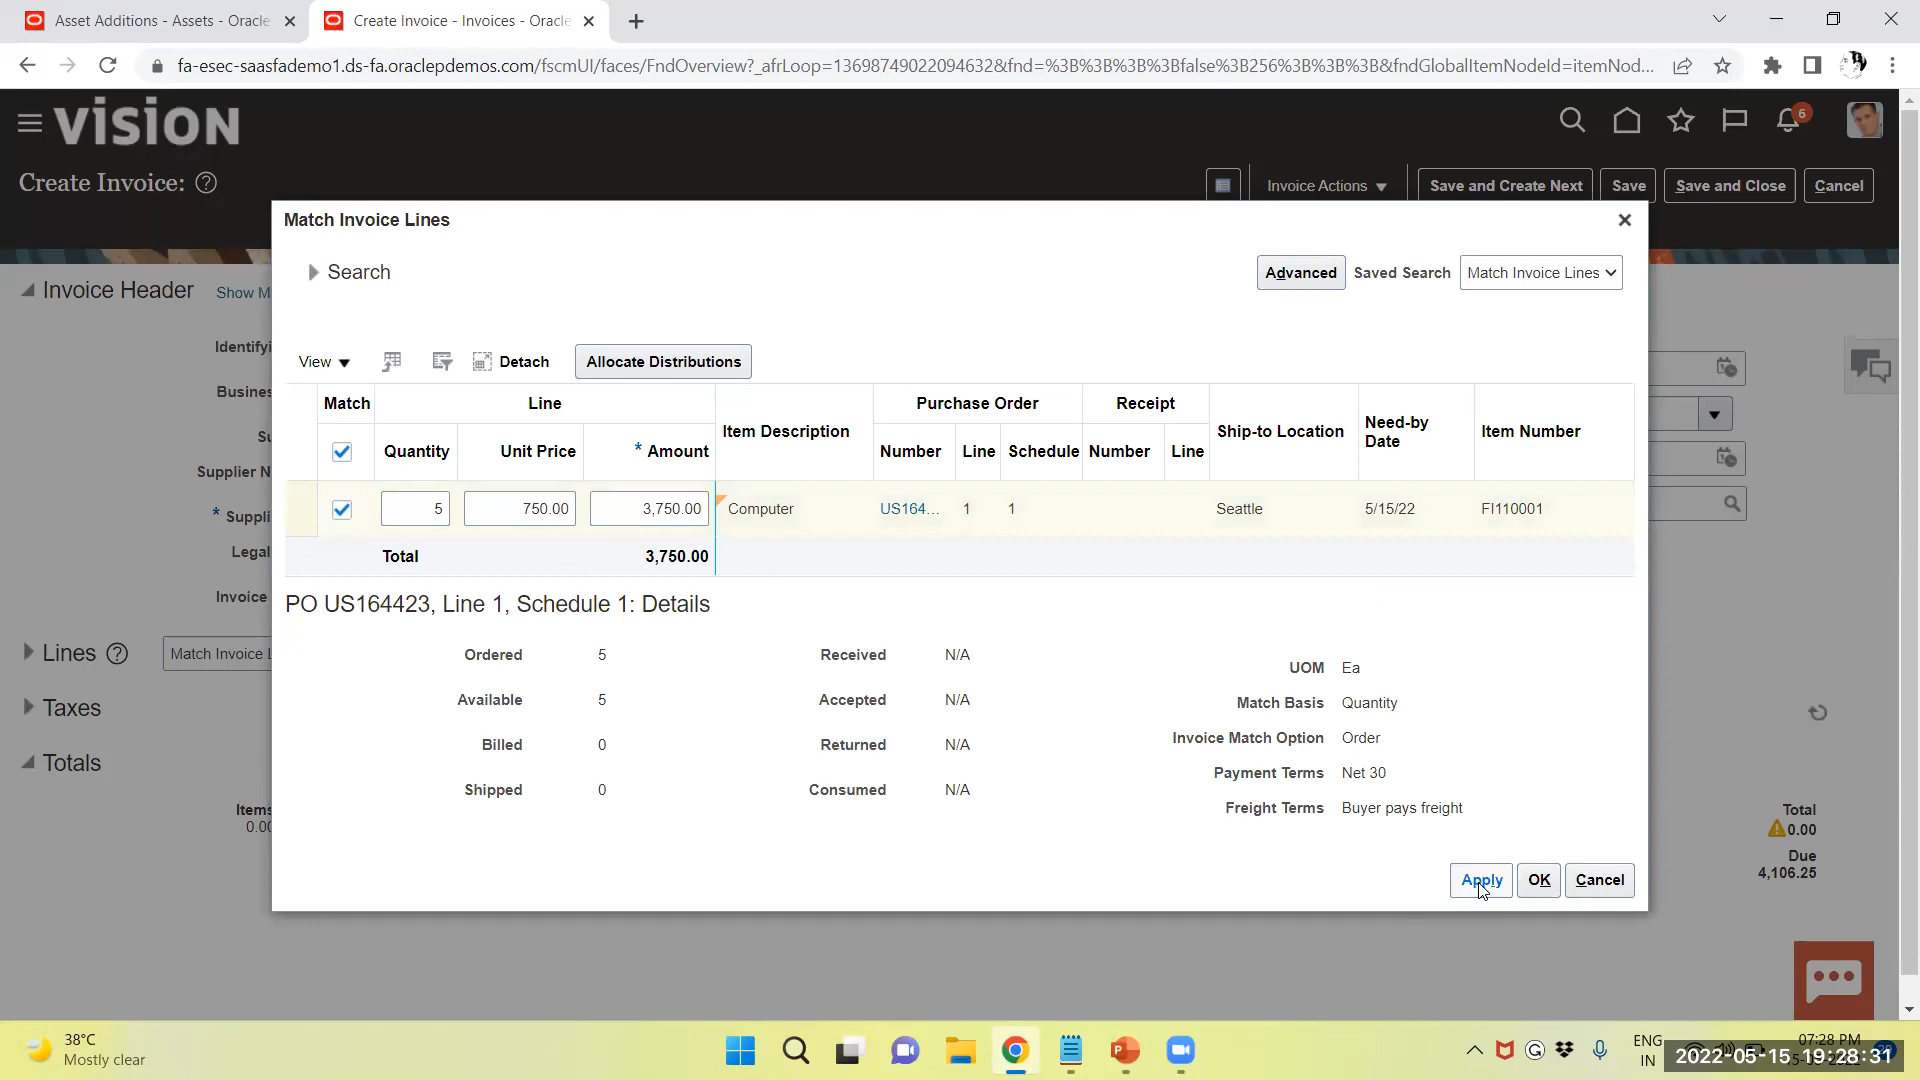 Asset Additions - Assets - Oracle
Create Invoice - Invoices - Oracle
fa-esec-saasfademo1.ds-fa.oraclepdemos.com/fscmUI/faces/FndOverview?_afrLoop=13698749022094632&fnd=%3B%3B%3B%3Bfalse%3B256%3B%3B%3B&fndGlobalItemNodeId=itemNod...
vision
6
Create Invoice: ?
Invoice Actions
Save and Create Next
Save
Save and Close
Cancel
Match Invoice Lines
Search
Advanced
Saved Search
Match Invoice Lines
Invoice Header
Show M
Identifyi
Busines
Su
Supplier N
* Suppli
Legal
Invoice
View
Detach
Allocate Distributions
Match
Line
Item Description
Purchase Order
Receipt
Ship-to Location
Need-by Date
Item Number
Quantity
Unit Price
* Amount
Number
Line
Schedule
Number
Line
5
750.00
3,750.00
Computer
US164...
1
1
Seattle
5/15/22
FI110001
Total
3,750.00
PO US164423, Line 1, Schedule 1: Details
Ordered 5
Received N/A
UOM Ea
Available 5
Accepted N/A
Match Basis Quantity
Billed 0
Returned N/A
Invoice Match Option Order
Shipped 0
Consumed N/A
Payment Terms Net 30
Freight Terms Buyer pays freight
Lines ?
Match Invoice L
Taxes
Totals
Items
0.00
Total
0.00
Due
4,106.25
Apply
OK
Cancel
38°C
Mostly clear
ENG
IN
07:28 PM
2022-05-15 19:28:31